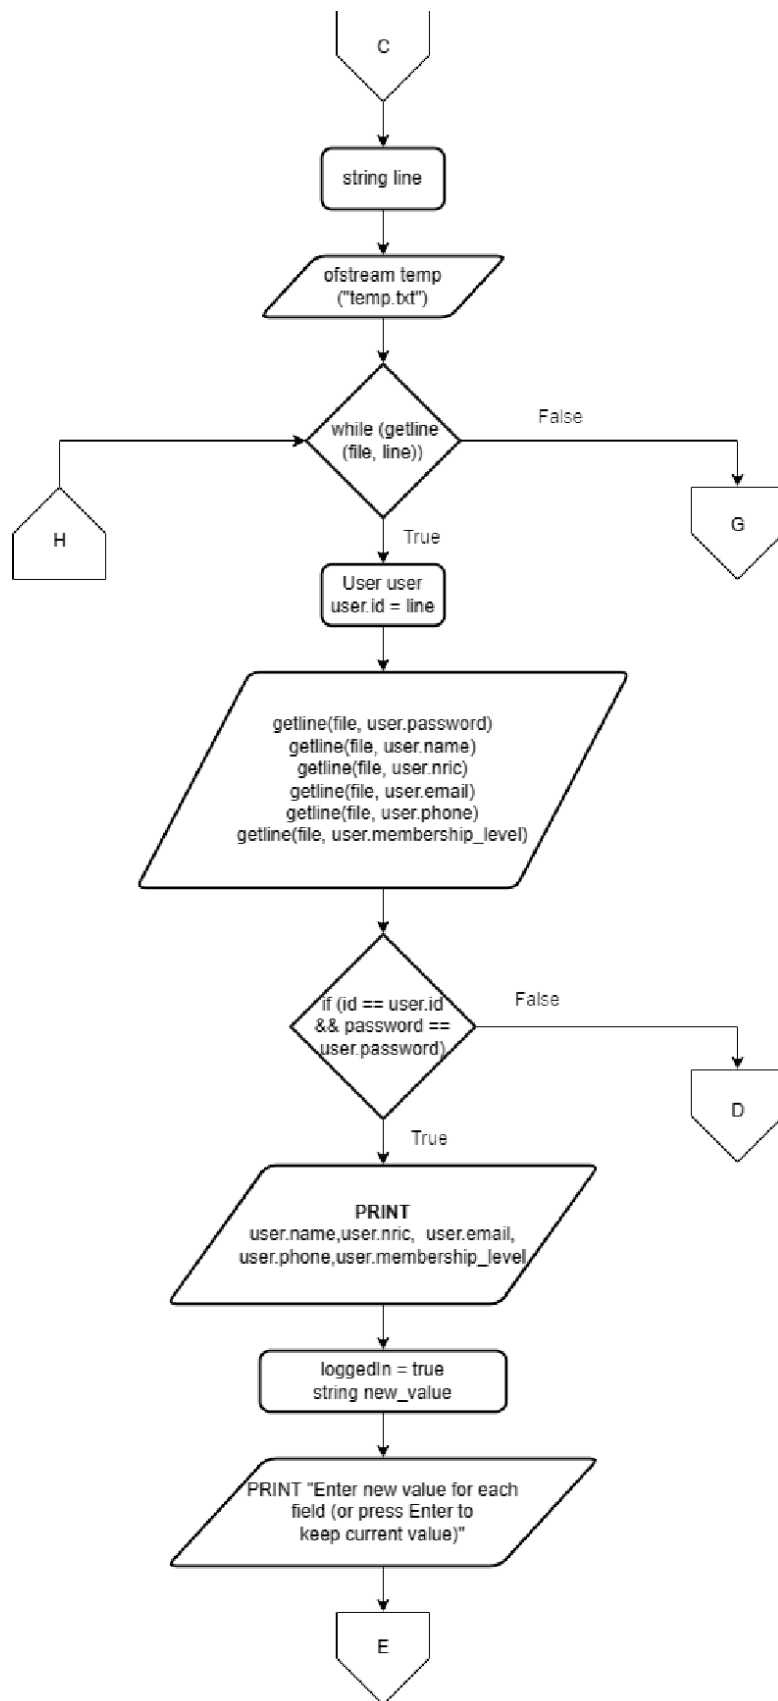 C
string line
ofstream temp
("temp.txt")
while (getline
(file, line))
False
H
G
True
User user
user.id = line
getline(file, user.password)
getline(file, user.name)
getline(file, user.nric)
getline(file, user.email)
getline(file, user.phone)
getline(file, user.membership_level)
if (id == user.id
&& password ==
user.password)
False
D
True
PRINT
user.name,user.nric, user.email,
user.phone,user.membership_level
loggedIn = true
string new_value
PRINT "Enter new value for each
field (or press Enter to
keep current value)"
E